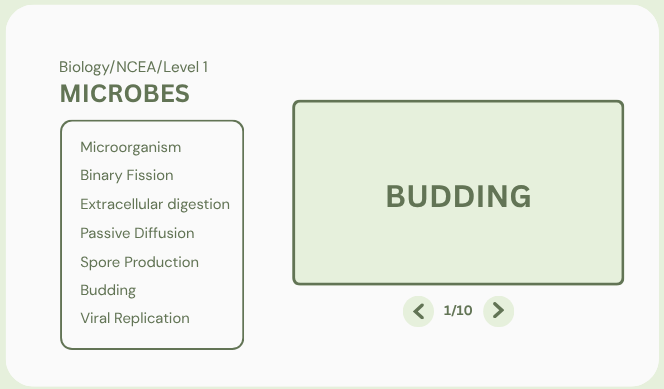 Biology/NCEA/Level 1
MICROBES
Microorganism
Binary Fission
Extracellular digestion
Passive Diffusion
Spore Production
Budding
Viral Replication
BUDDING
1/10